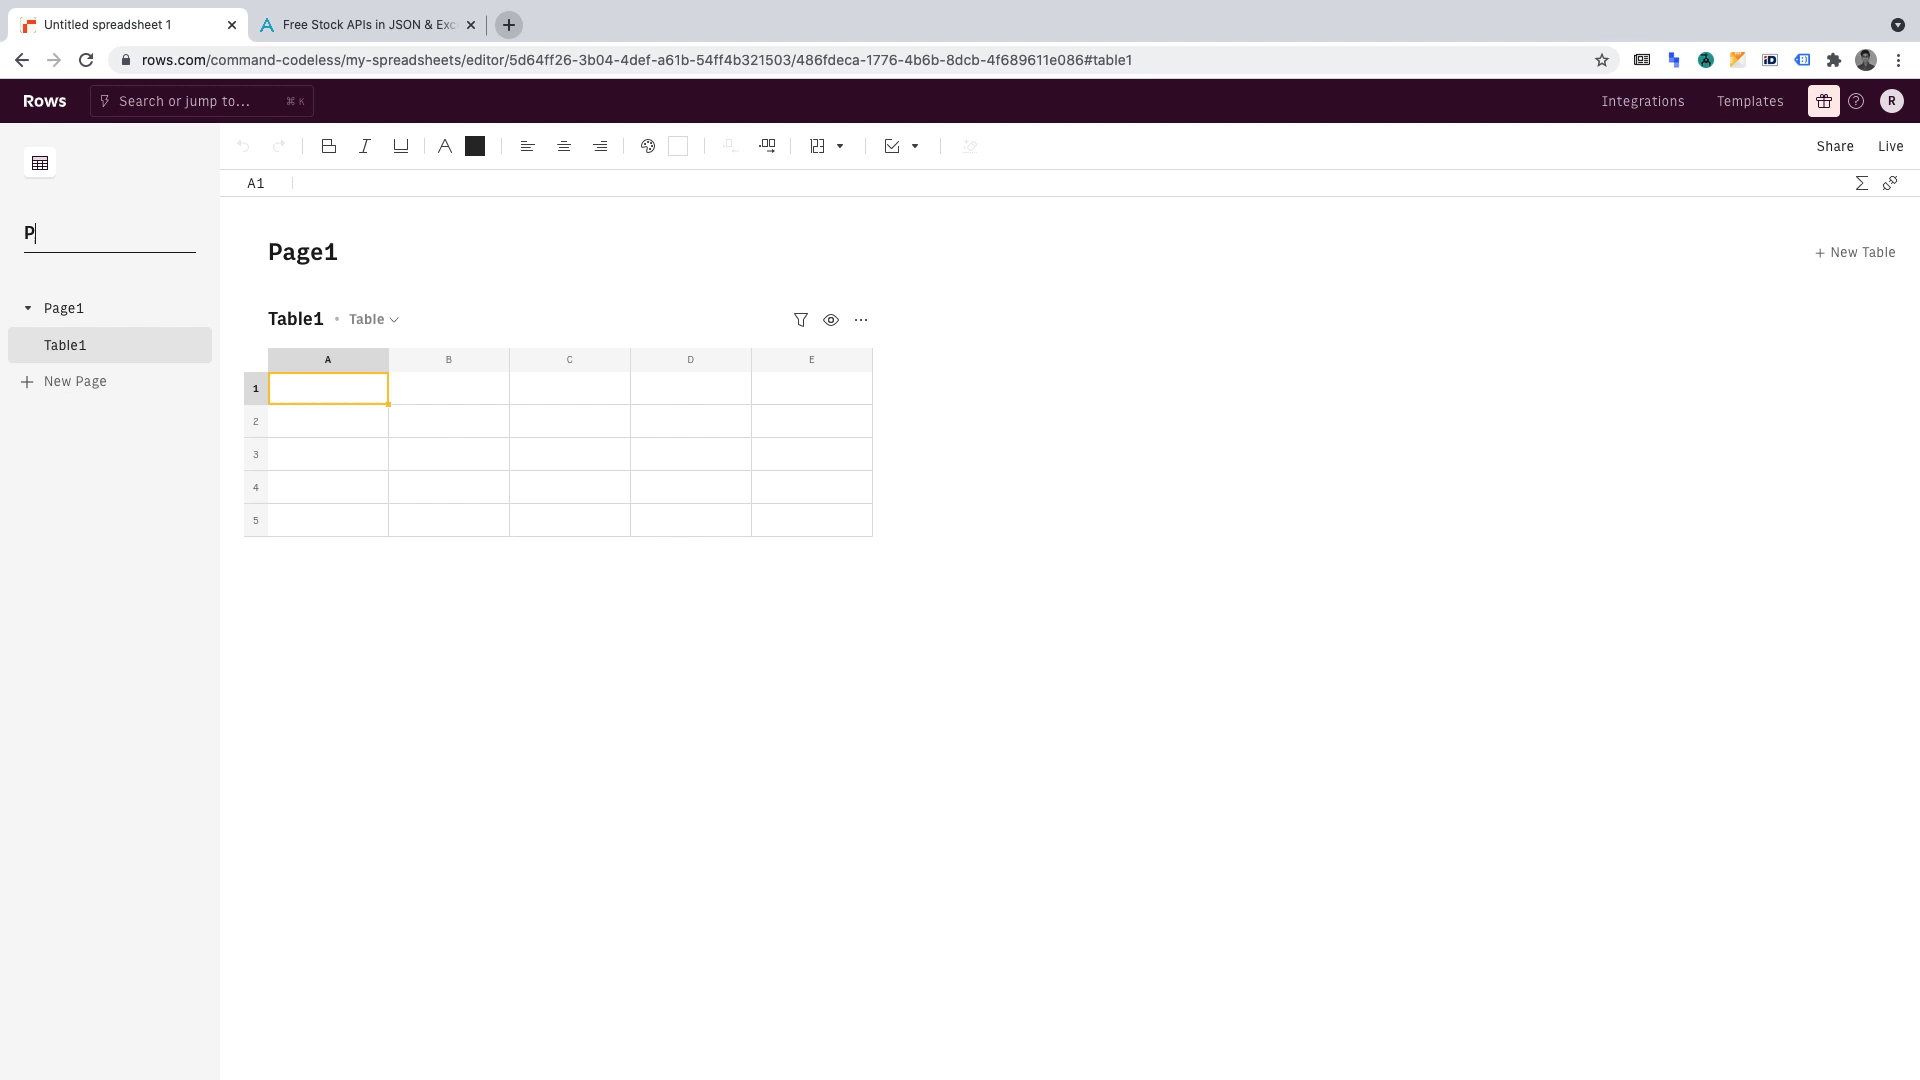 Untitled spreadsheet 1
Free Stock APIs in JSON & Exc
rows.com/command-codeless/my-spreadsheets/editor/5d64ff26-3b04-4def-a61b-54ff4b321503/486fdeca-1776-4b6b-8dcb-4f689611e086#table1
Rows
Search or jump to... ⌘ K
Integrations
Templates
R
Share
Live
A1
P
Page1
Table1
New Page
Page1
+ New Table
Table1 • Table
A B C D E
1
2
3
4
5